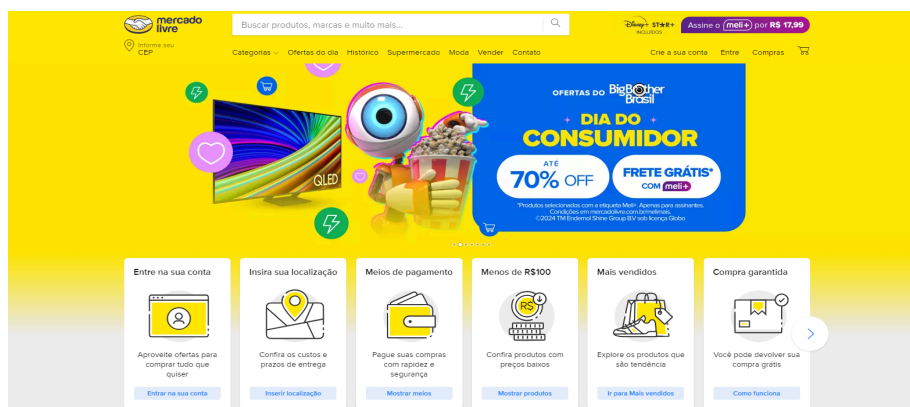 mercado
livre
Buscar produtos, marcas e muito mais...
Disney+ STAR+
INCLUÍDOS
Assine o meli+ por R$ 17,99
Informe seu
CEP
Categorias Ofertas do dia Histórico Supermercado Moda Vender Contato
Crie a sua conta Entre Compras
QLED
OFERTAS DO Big Brother
Brasil
DIA DO
CONSUMIDOR
ATÉ
70% OFF
FRETE GRÁTIS*
COM meli+
*Produtos selecionados com a etiqueta Meli+. Apenas para assinantes.
Condições em mercadolivre.com.br/melimais.
©2024 TM Endemol Shine Group B.V sob licença Globo
Entre na sua conta
Aproveite ofertas para
comprar tudo que
quiser
Entrar na sua conta
Insira sua localização
Confira os custos e
prazos de entrega
Inserir localização
Meios de pagamento
Pague suas compras
com rapidez e
segurança
Mostrar meios
Menos de R$100
R$
Confira produtos com
preços baixos
Mostrar produtos
Mais vendidos
Explore os produtos que
são tendência
Ir para Mais vendidos
Compra garantida
Você pode devolver sua
compra grátis
Como funciona